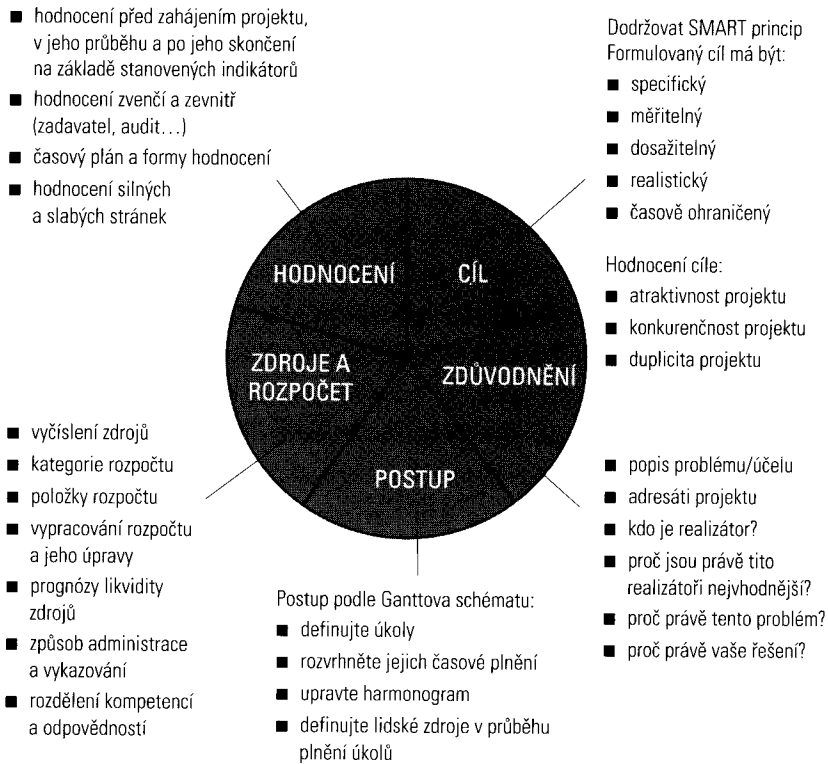 ■ hodnocení před zahájením projektu,
v jeho průběhu a po jeho skončení
na základě stanovených indikátorů
■ hodnocení zvenčí a zevnitř
(zadavatel, audit...)
■ časový plán a formy hodnocení
■ hodnocení silných
a slabých stránek
Dodržovat SMART princip
Formulovaný cíl má být:
■ specifický
■ měřitelný
■ dosažitelný
■ realistický
■ časově ohraničený
Hodnocení cíle:
■ atraktivnost projektu
■ konkurenčnost projektu
■ duplicita projektu
HODNOCENÍ
CÍL
ZDROJE A
ROZPOČET
ZDŮVODNĚNÍ
POSTUP
■ vyčíslení zdrojů
■ kategorie rozpočtu
■ položky rozpočtu
■ vypracování rozpočtu
a jeho úpravy
■ prognózy likvidity
zdrojů
■ způsob administrace
a vykazování
■ rozdělení kompetencí
a odpovědností
Postup podle Ganttova schématu:
■ definujte úkoly
■ rozvrhněte jejich časové plnění
■ upravte harmonogram
■ definujte lidské zdroje v průběhu
plnění úkolů
■ popis problému/účelu
■ adresáti projektu
■ kdo je realizátor?
■ proč jsou právě tito
realizátoři nejvhodnější?
■ proč právě tento problém?
■ proč právě vaše řešení?